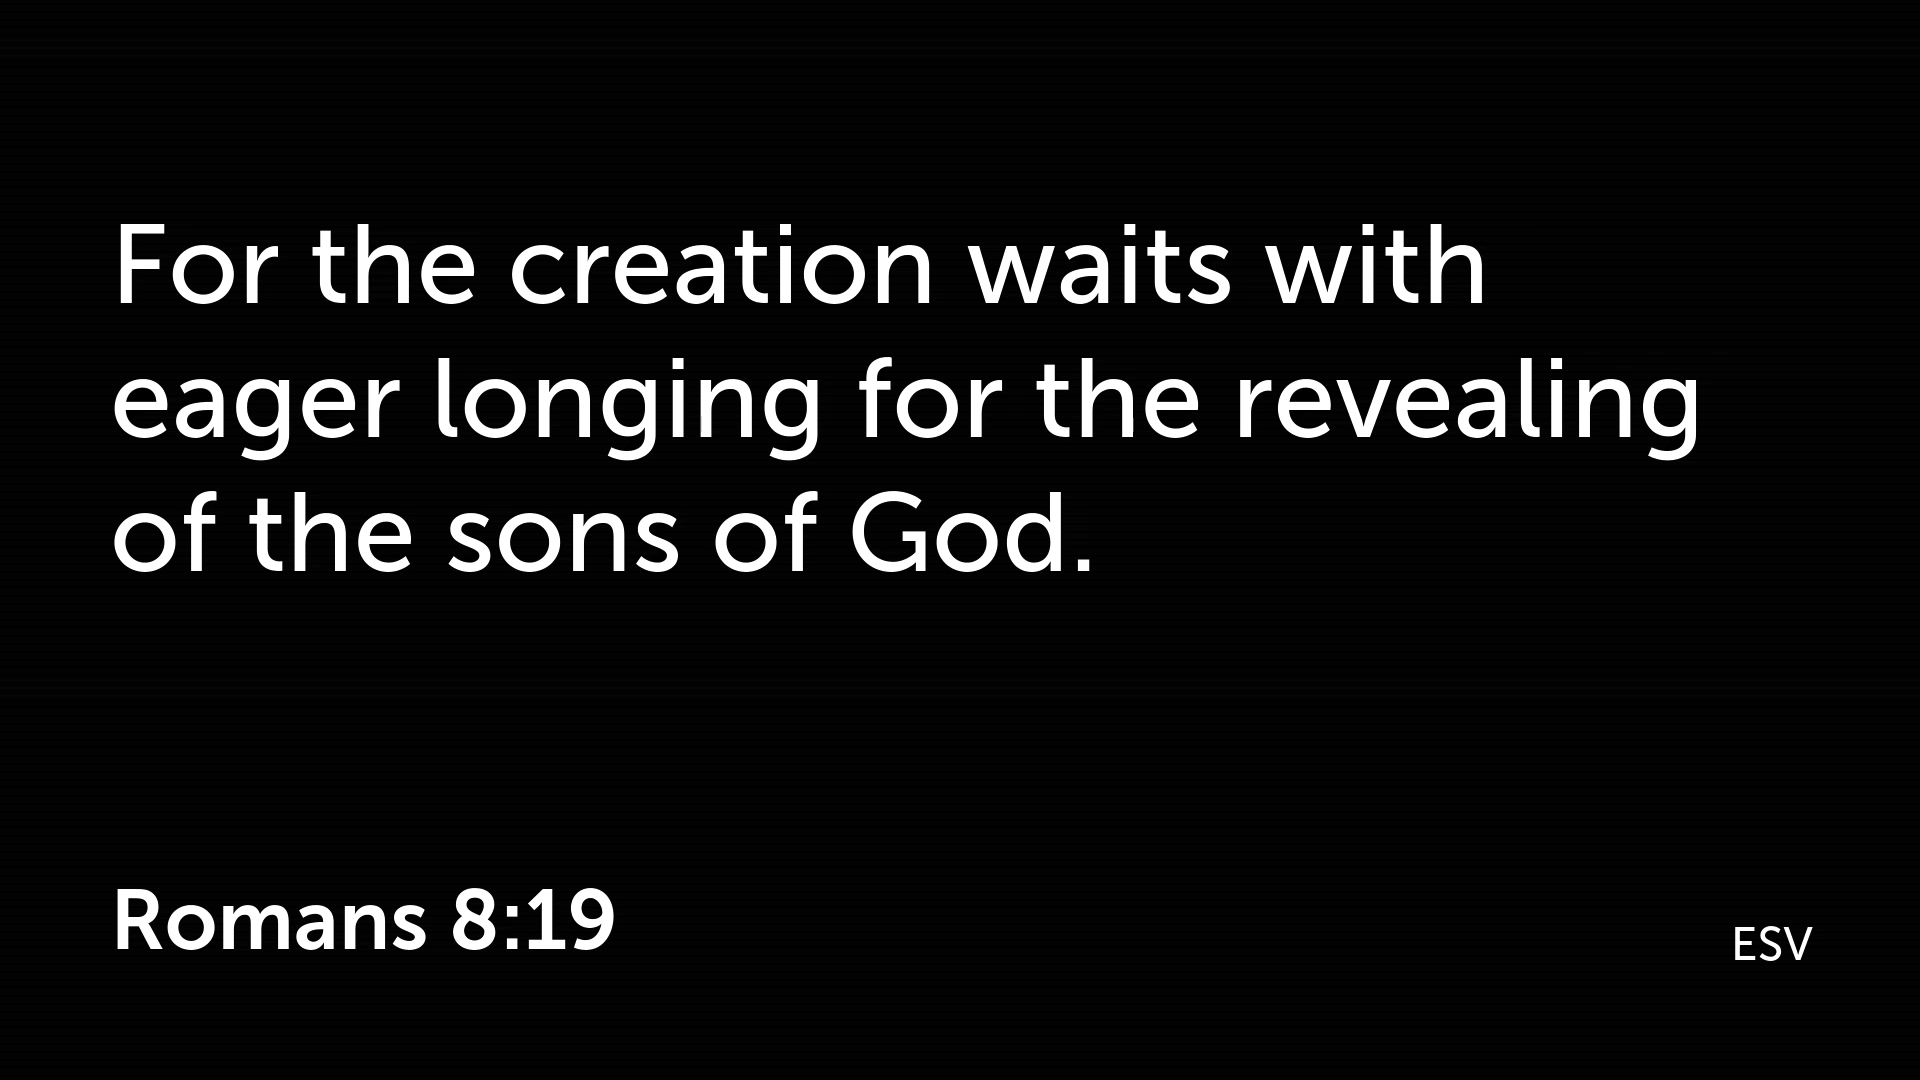 For the creation waits with
eager longing for the revealing
of the sons of God.
Romans 8:19
ESV